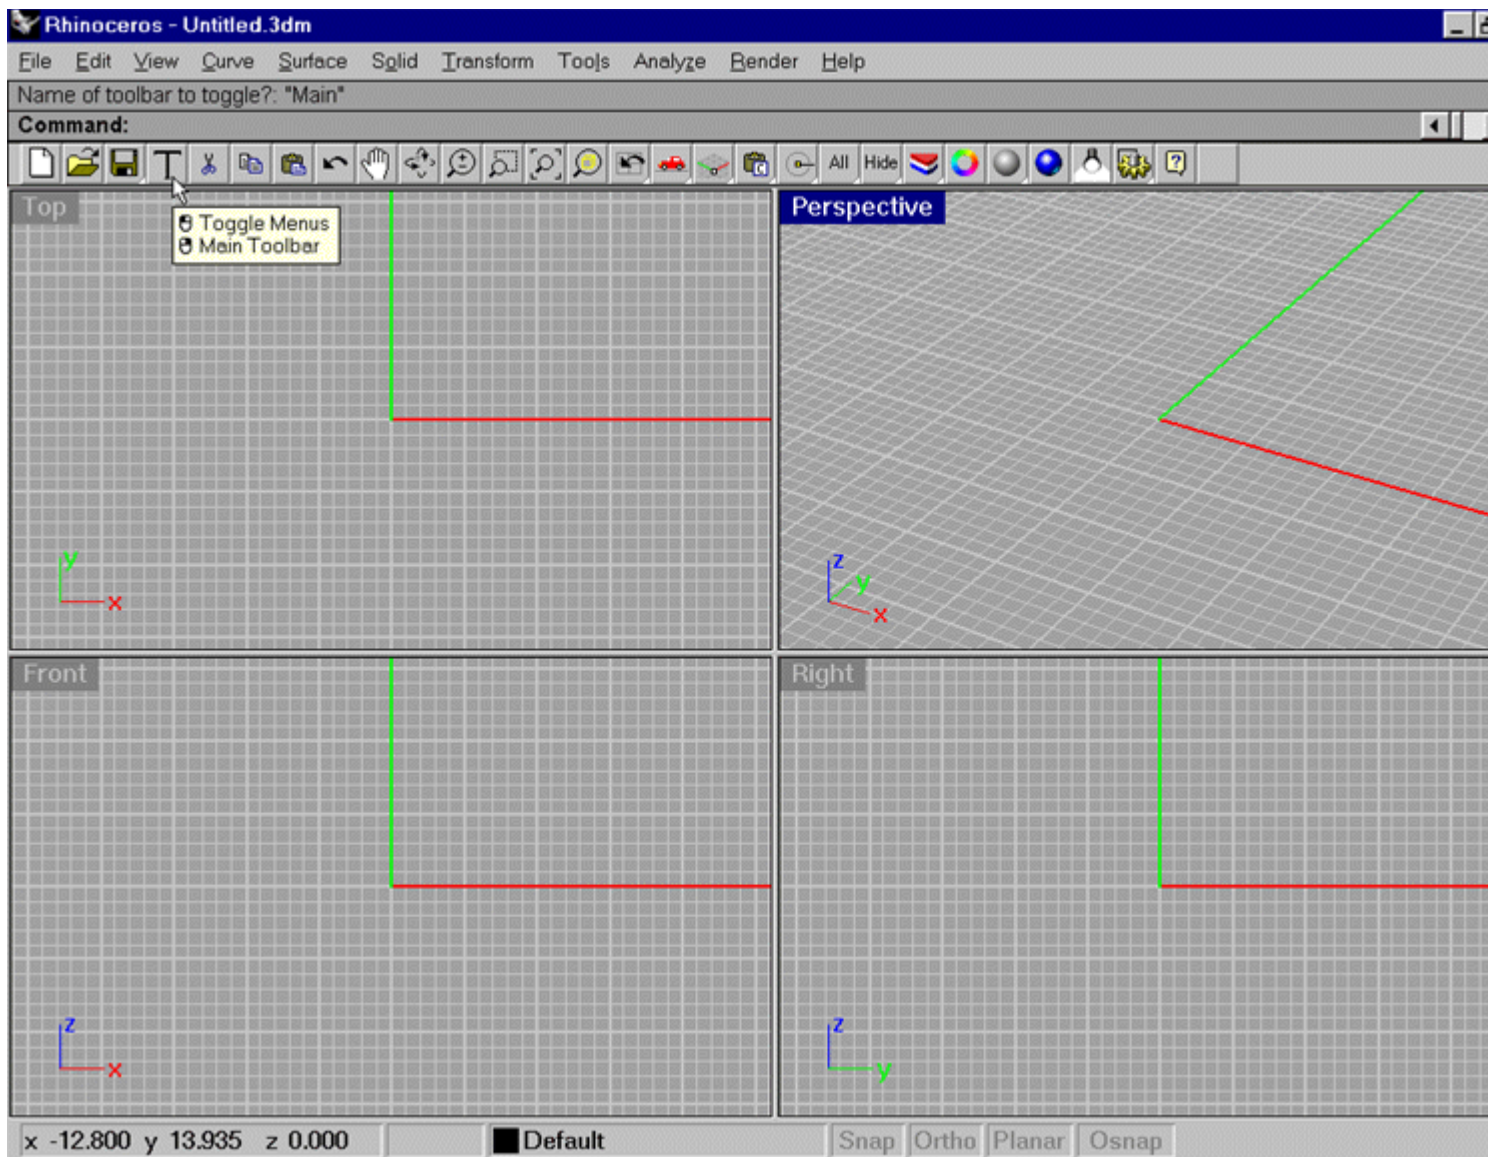 Rhinoceros - Untitled.3dm
File Edit View Curve Surface Solid Transform Tools Analyze Render Help
Name of toolbar to toggle?: "Main"
Command:
T All Hide
Top
Toggle Menus
Main Toolbar
Perspective
y
x
z
y
x
Front
Right
z
x
z
y
x -12.800 y 13.935 z 0.000 Default Snap Ortho Planar Osnap